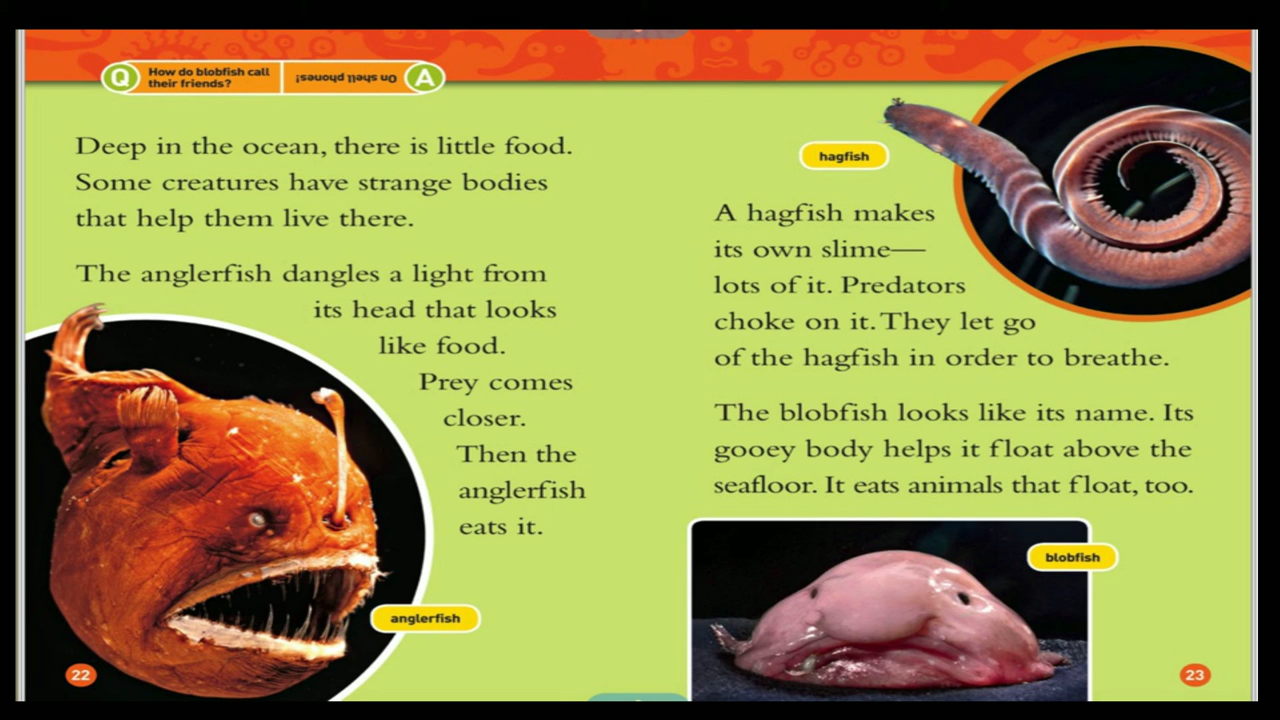 Q
How do blobfish call
their friends?
On shell phones!
A
Deep in the ocean, there is little food.
Some creatures have strange bodies
that help them live there.
The anglerfish dangles a light from
its head that looks
like food.
Prey comes
closer.
Then the
anglerfish
eats it.
anglerfish
22
hagfish
A hagfish makes
its own slime—
lots of it. Predators
choke on it. They let go
of the hagfish in order to breathe.
The blobfish looks like its name. Its
gooey body helps it float above the
seafloor. It eats animals that float, too.
blobfish
23